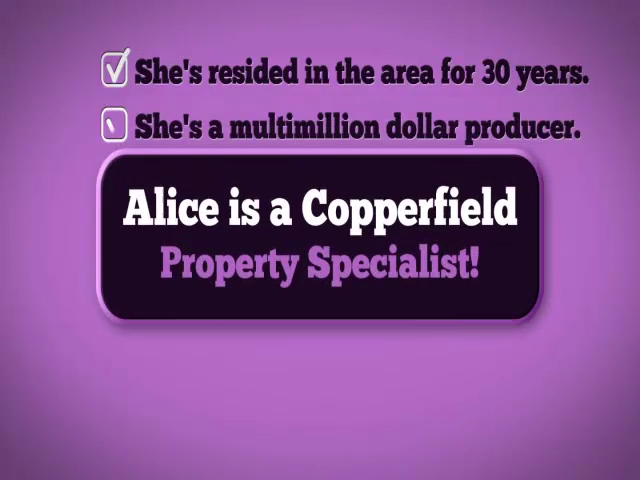 She's resided in the area for 30 years.
She's a multimillion dollar producer.
Alice is a Copperfield
Property Specialist!